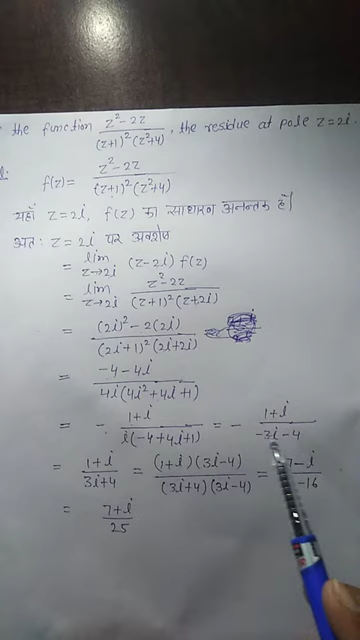 the function (z²-2z)/((z+1)²(z²+4)), the residue at pole z=2i.
f(z)= (z²-2z)/((z+1)²(z²+4))
यहाँ z=2i, f(z) का साधारण अनन्तक है।
अतः z=2i पर अवशेष
= lim z→2i (z-2i) f(z)
= lim z→2i (z²-2z)/((z+1)²(z+2i))
= ((2i)²-2(2i))/((2i+1)²(2i+2i))
= (-4-4i)/(4i(4i²+4i+1))
= - (1+i)/(i(-4+4i+1)) = - (1+i)/(-3i-4)
= (1+i)/(3i+4) = ((1+i)(3i-4))/((3i+4)(3i-4)) = 7-i / -16
= (7+i)/25